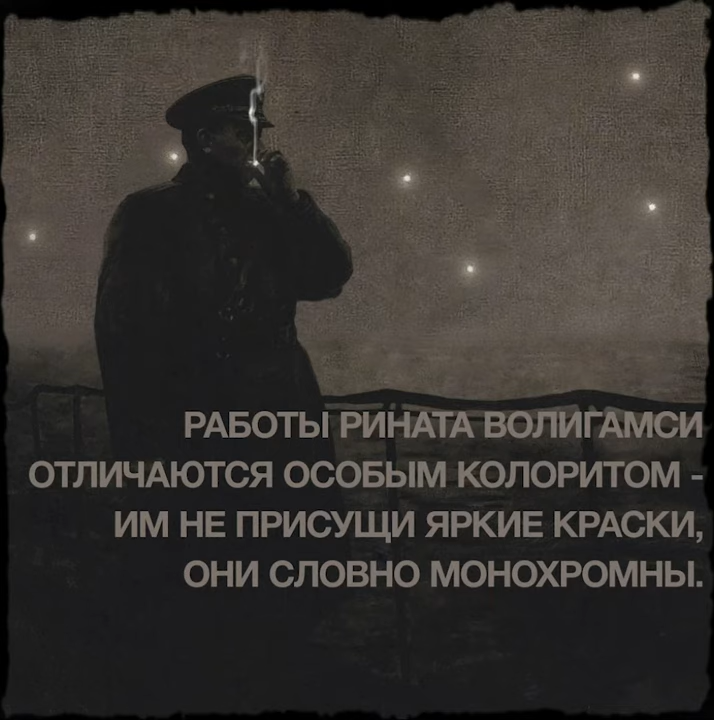 РАБОТЫ РИНАТА ВОЛИГАМСИ
ОТЛИЧАЮТСЯ ОСОБЫМ КОЛОРИТОМ -
ИМ НЕ ПРИСУЩИ ЯРКИЕ КРАСКИ,
ОНИ СЛОВНО МОНОХРОМНЫ.